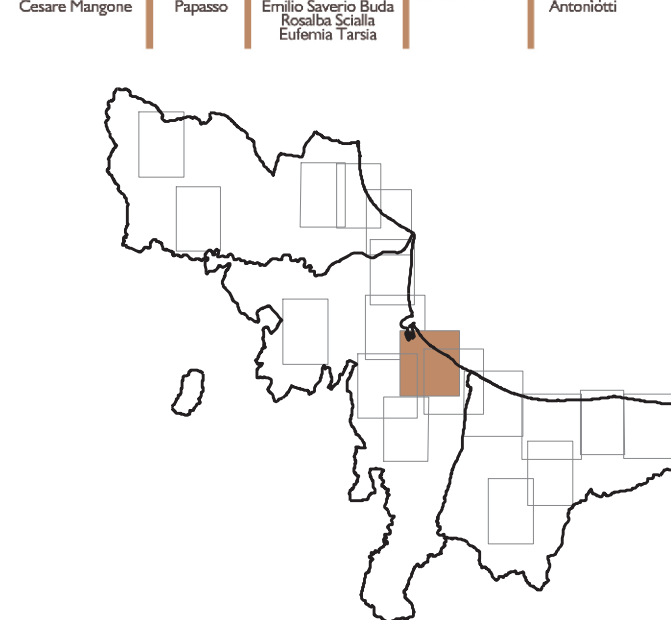 Cesare Mangone
Papasso
Emilio Saverio Buda
Rosalba Scialla
Eufemia Tarsia
Antoniotti